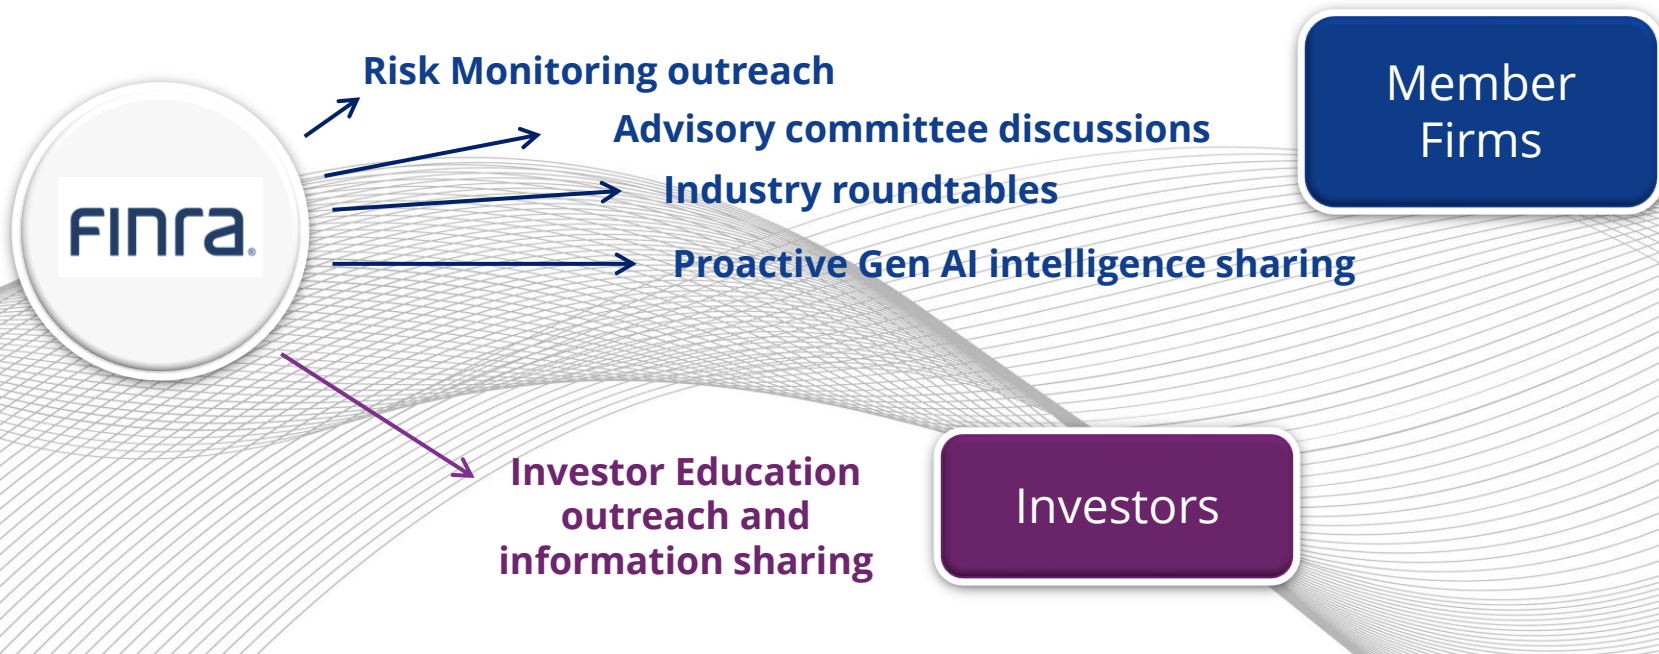 Risk Monitoring outreach
Advisory committee discussions
Industry roundtables
Proactive Gen AI intelligence sharing
Member
Firms
FINra®
Investor Education
outreach and
information sharing
Investors